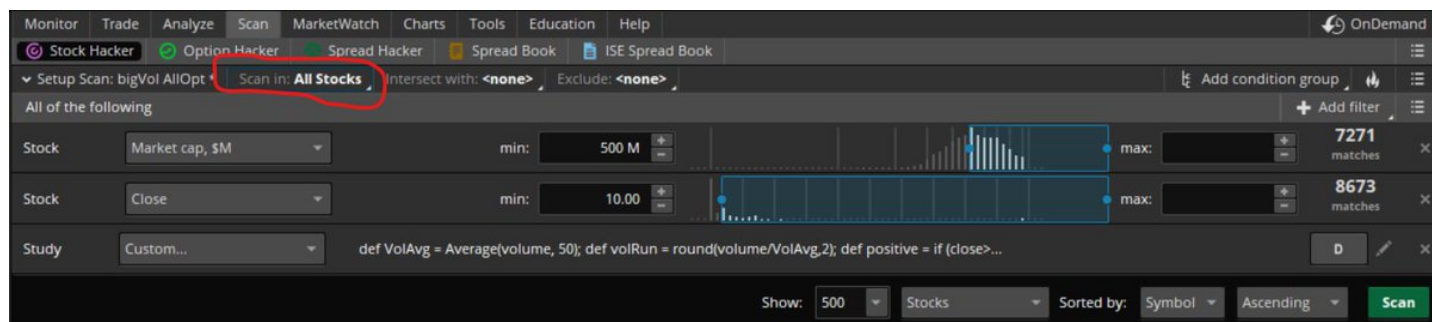 Monitor Trade Analyze Scan MarketWatch Charts Tools Education Help OnDemand
Stock Hacker Option Hacker Spread Hacker Spread Book ISE Spread Book
Setup Scan: bigVol AllOpt * Scan in: All Stocks Intersect with: <none> Exclude: <none> Add condition group
All of the following + Add filter
Stock Market cap, $M min: 500 M max: 7271 matches
Stock Close min: 10.00 max: 8673 matches
Study Custom... def VolAvg = Average(volume, 50); def volRun = round(volume/VolAvg,2); def positive = if (close>... D
Show: 500 Stocks Sorted by: Symbol Ascending Scan